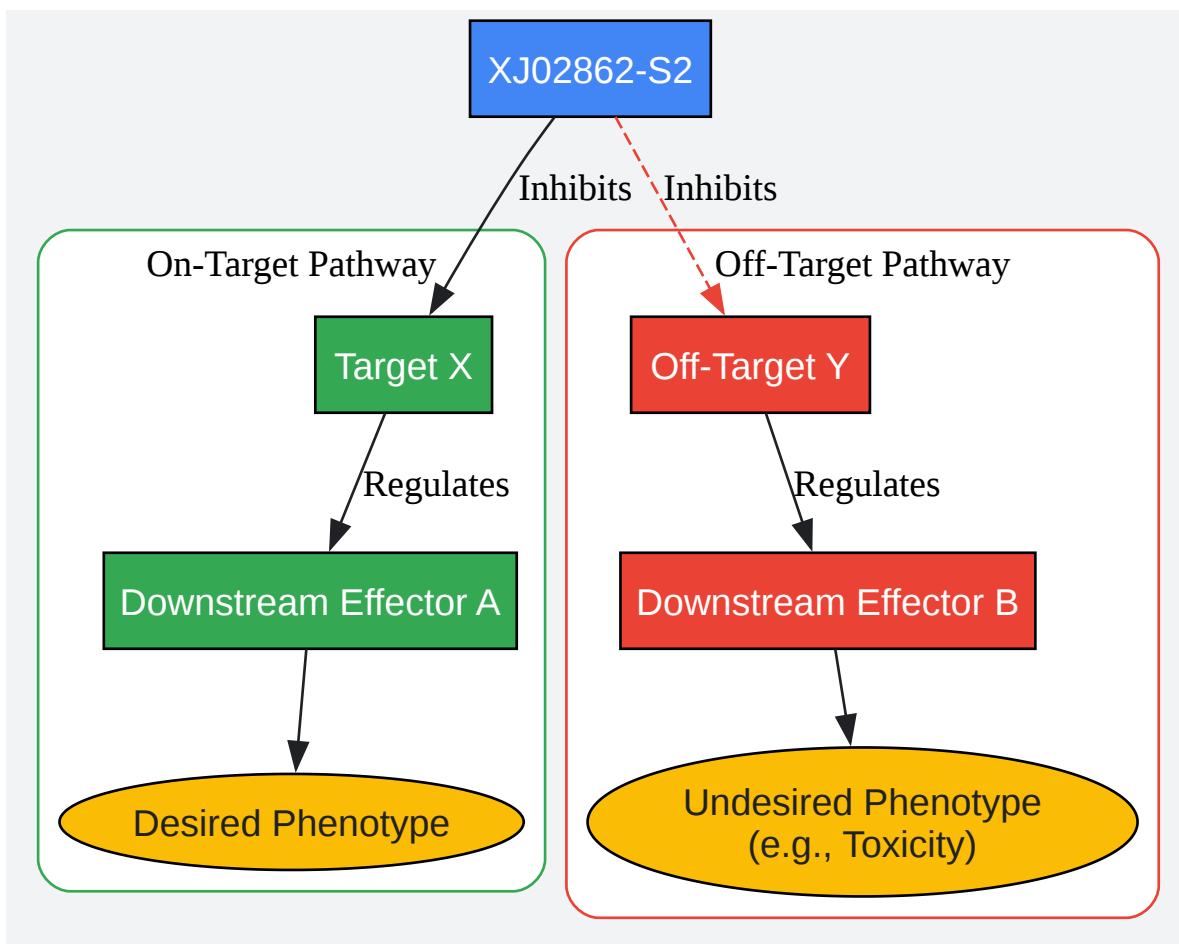 XJ02862-S2
Inhibits
Inhibits
On-Target Pathway
Off-Target Pathway
Target X
Off-Target Y
Regulates
Regulates
Downstream Effector A
Downstream Effector B
Desired Phenotype
Undesired Phenotype
(e.g., Toxicity)